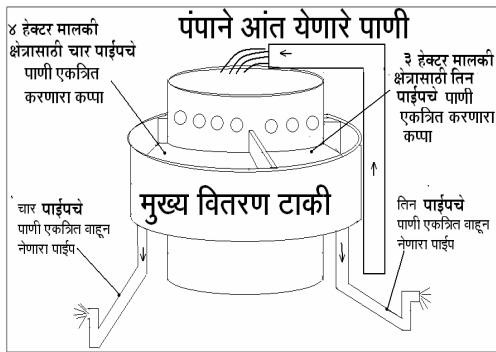 पंपाने आंत येणारे पाणी
४ हेक्टर मालकी
क्षेत्रासाठी चार पाईपचे
पाणी एकत्रित
करणारा कप्पा
३ हेक्टर मालकी
क्षेत्रासाठी तिन
पाईपचे पाणी
एकत्रित करणारा
कप्पा
मुख्य वितरण टाकी
चार पाईपचे
पाणी एकत्रित वाहून
नेणारा पाईप
तिन पाईपचे
पाणी एकत्रित वाहून
नेणारा पाईप